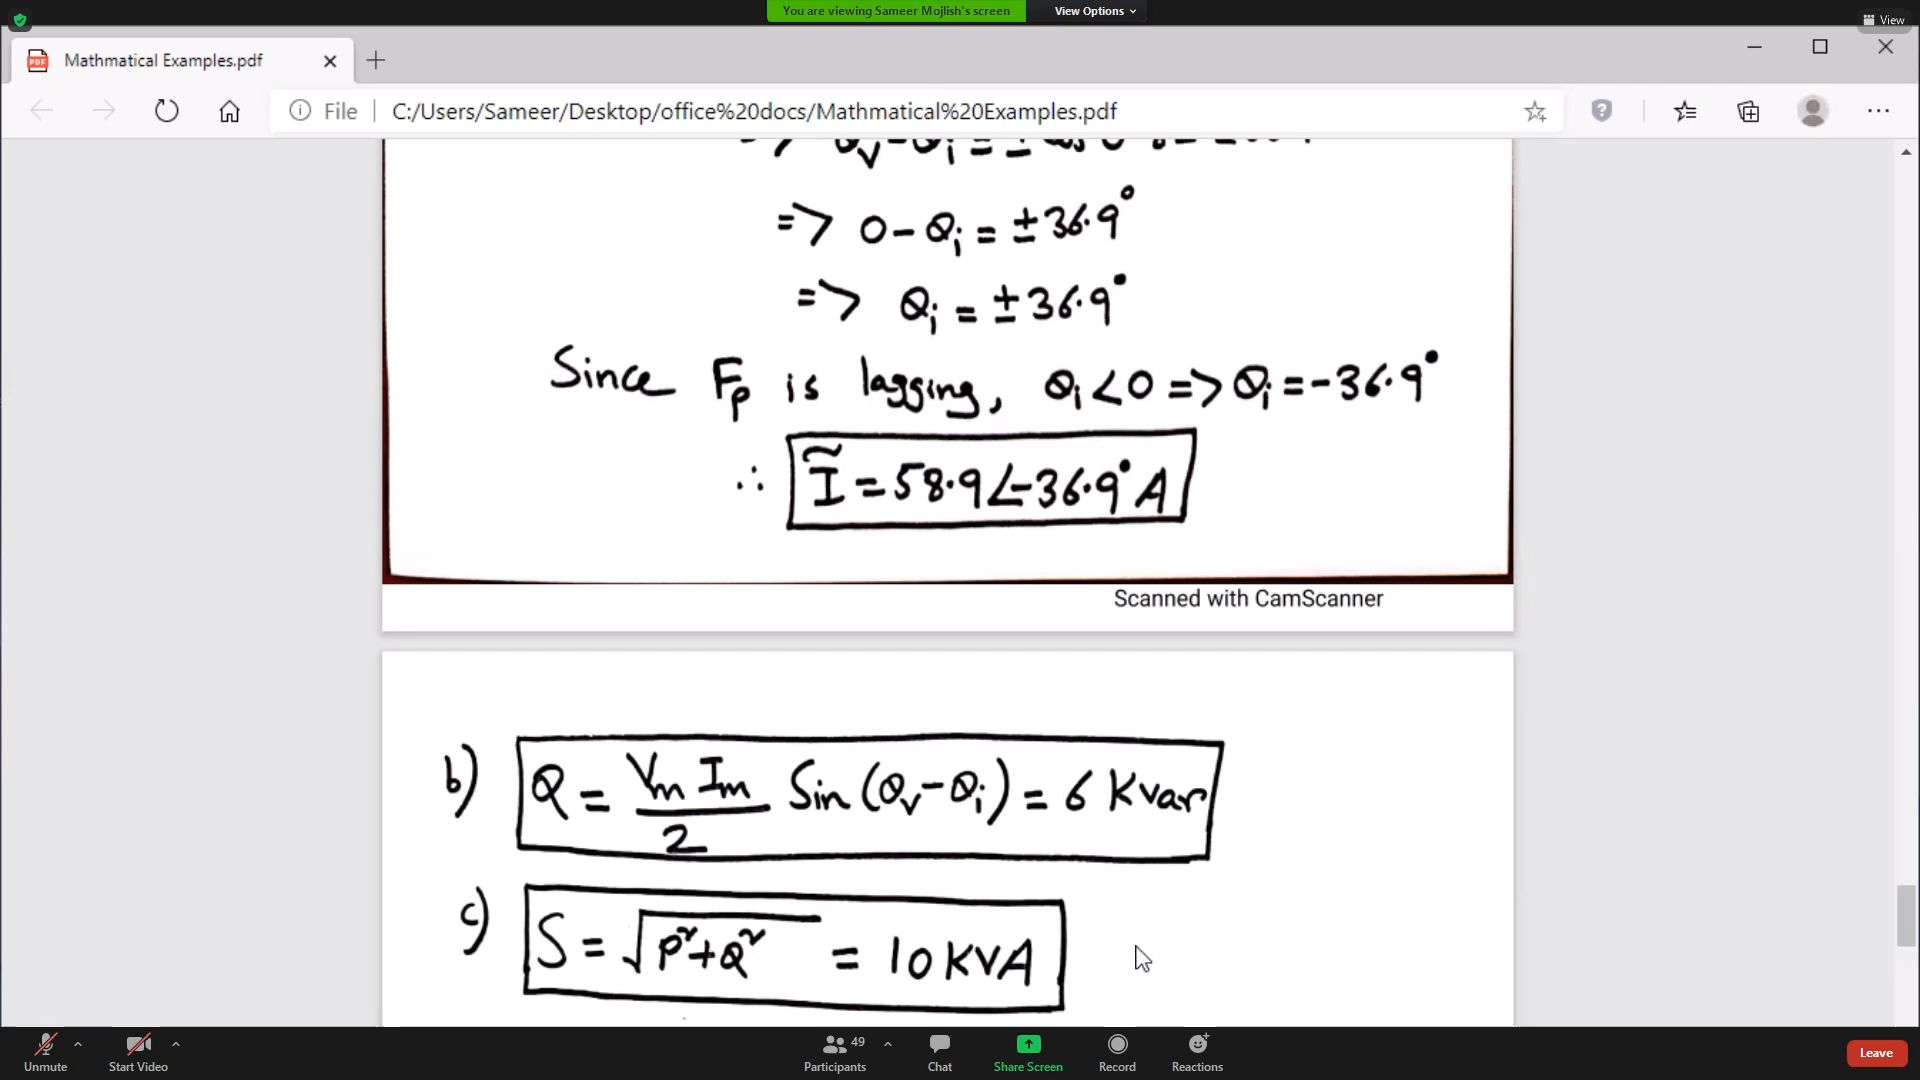 You are viewing Sameer Mojlish's screen
View Options
View
Mathmatical Examples.pdf
File
C:/Users/Sameer/Desktop/office%20docs/Mathmatical%20Examples.pdf
=> 0 - θi = ± 36.9°
=> θi = ± 36.9°
Since Fp is lagging, θi < 0 => θi = -36.9°
∴ Ĩ = 58.9∠-36.9° A
Scanned with CamScanner
b) Q = Vm Im / 2 Sin (θv - θi) = 6 Kvar
c) S = √P²+Q² = 10 KVA
Unmute
Start Video
49
Participants
Chat
Share Screen
Record
Reactions
Leave